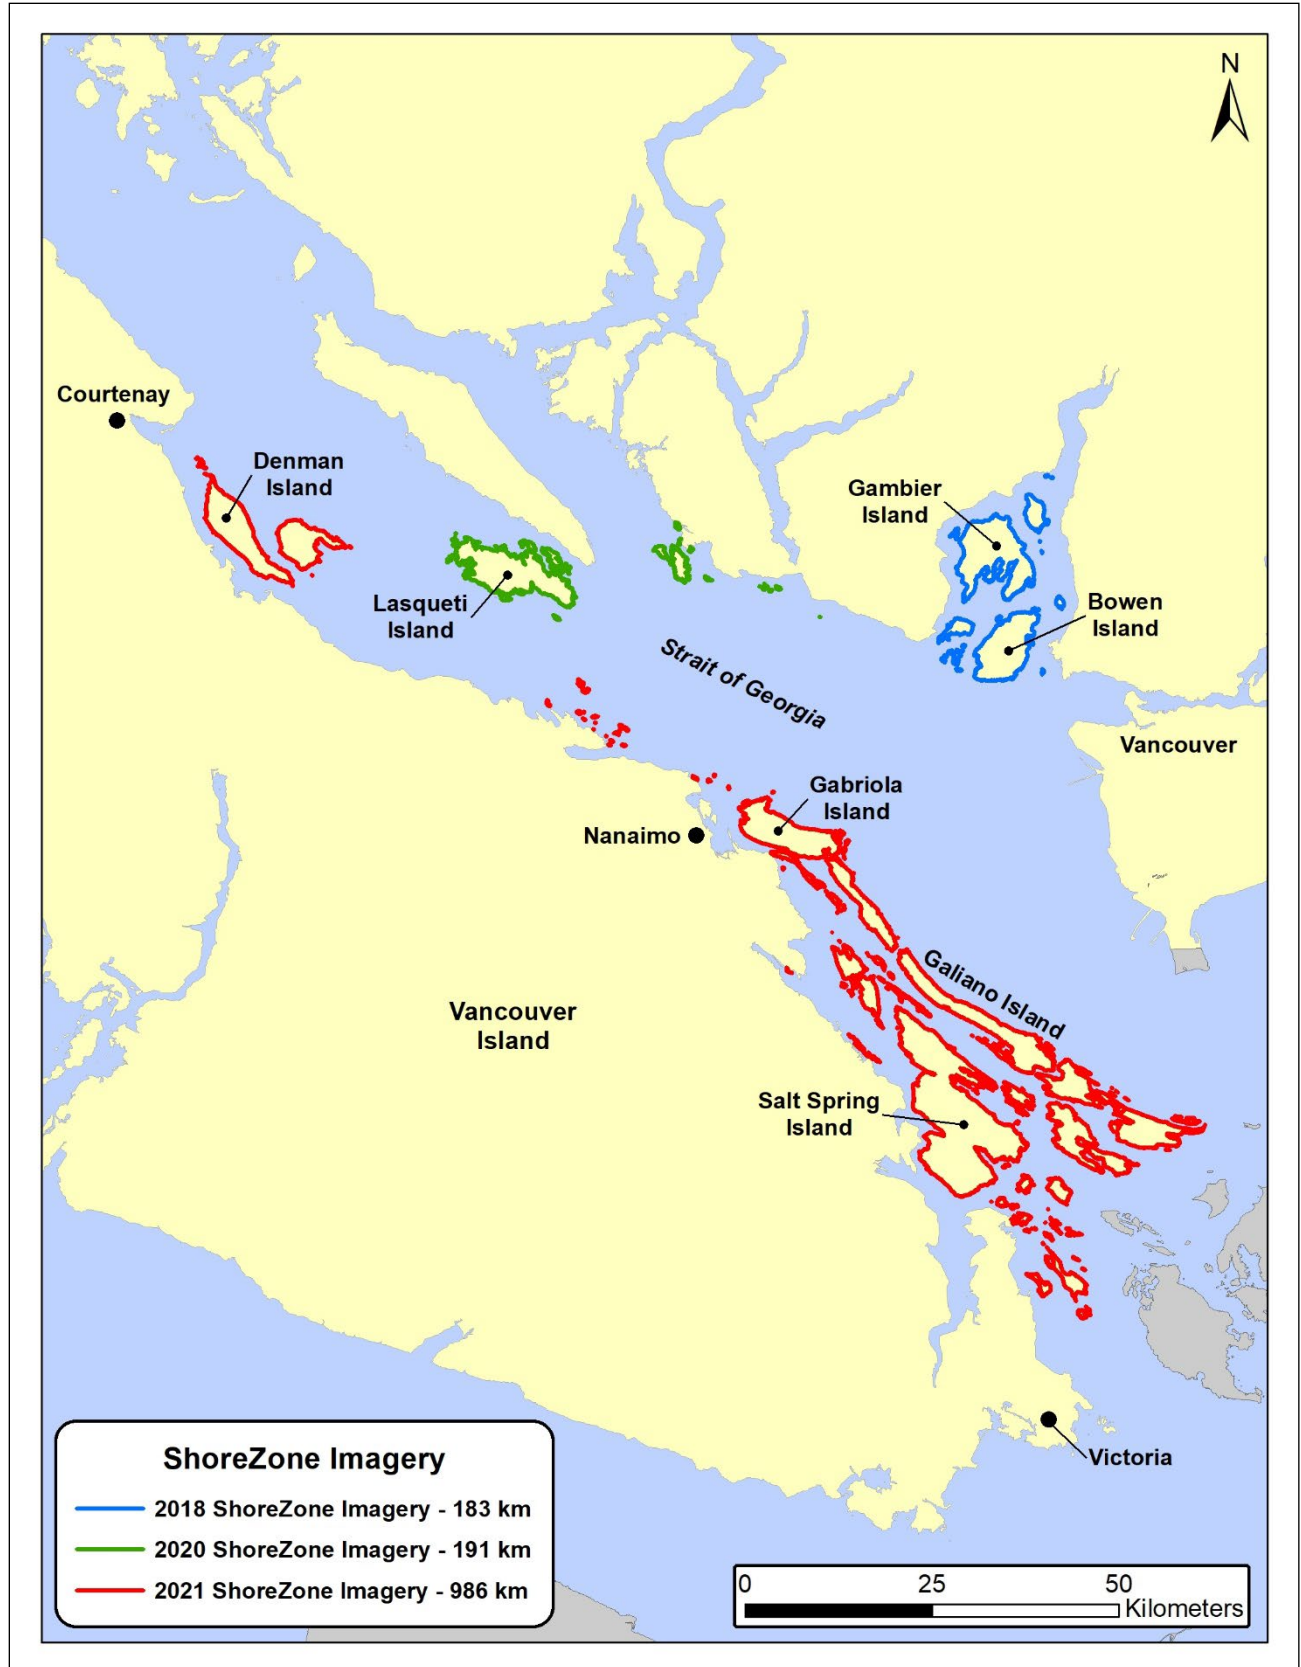 N
Courtenay
Denman
Island
Gambier
Island
Lasqueti
Island
Bowen
Island
Strait of Georgia
Vancouver
Gabriola
Island
Nanaimo
Galiano Island
Vancouver
Island
Salt Spring
Island
Victoria
ShoreZone Imagery
2018 ShoreZone Imagery - 183 km
2020 ShoreZone Imagery - 191 km
2021 ShoreZone Imagery - 986 km
0 25 50
Kilometers